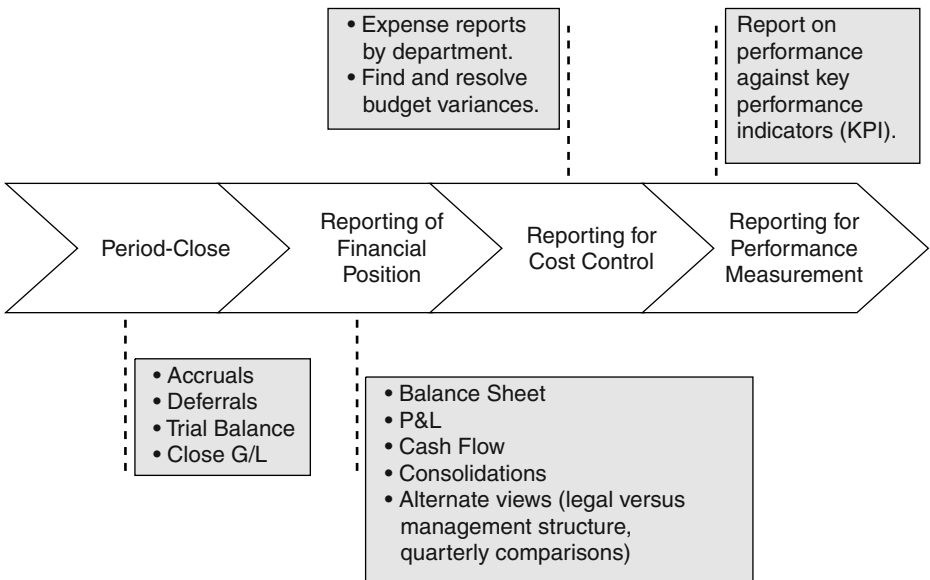 • Expense reports
by department.
• Find and resolve
budget variances.
Report on
performance
against key
performance
indicators (KPI).
Period-Close
Reporting of
Financial
Position
Reporting for
Cost Control
Reporting for
Performance
Measurement
• Accruals
• Deferrals
• Trial Balance
• Close G/L
• Balance Sheet
• P&L
• Cash Flow
• Consolidations
• Alternate views (legal versus
management structure,
quarterly comparisons)